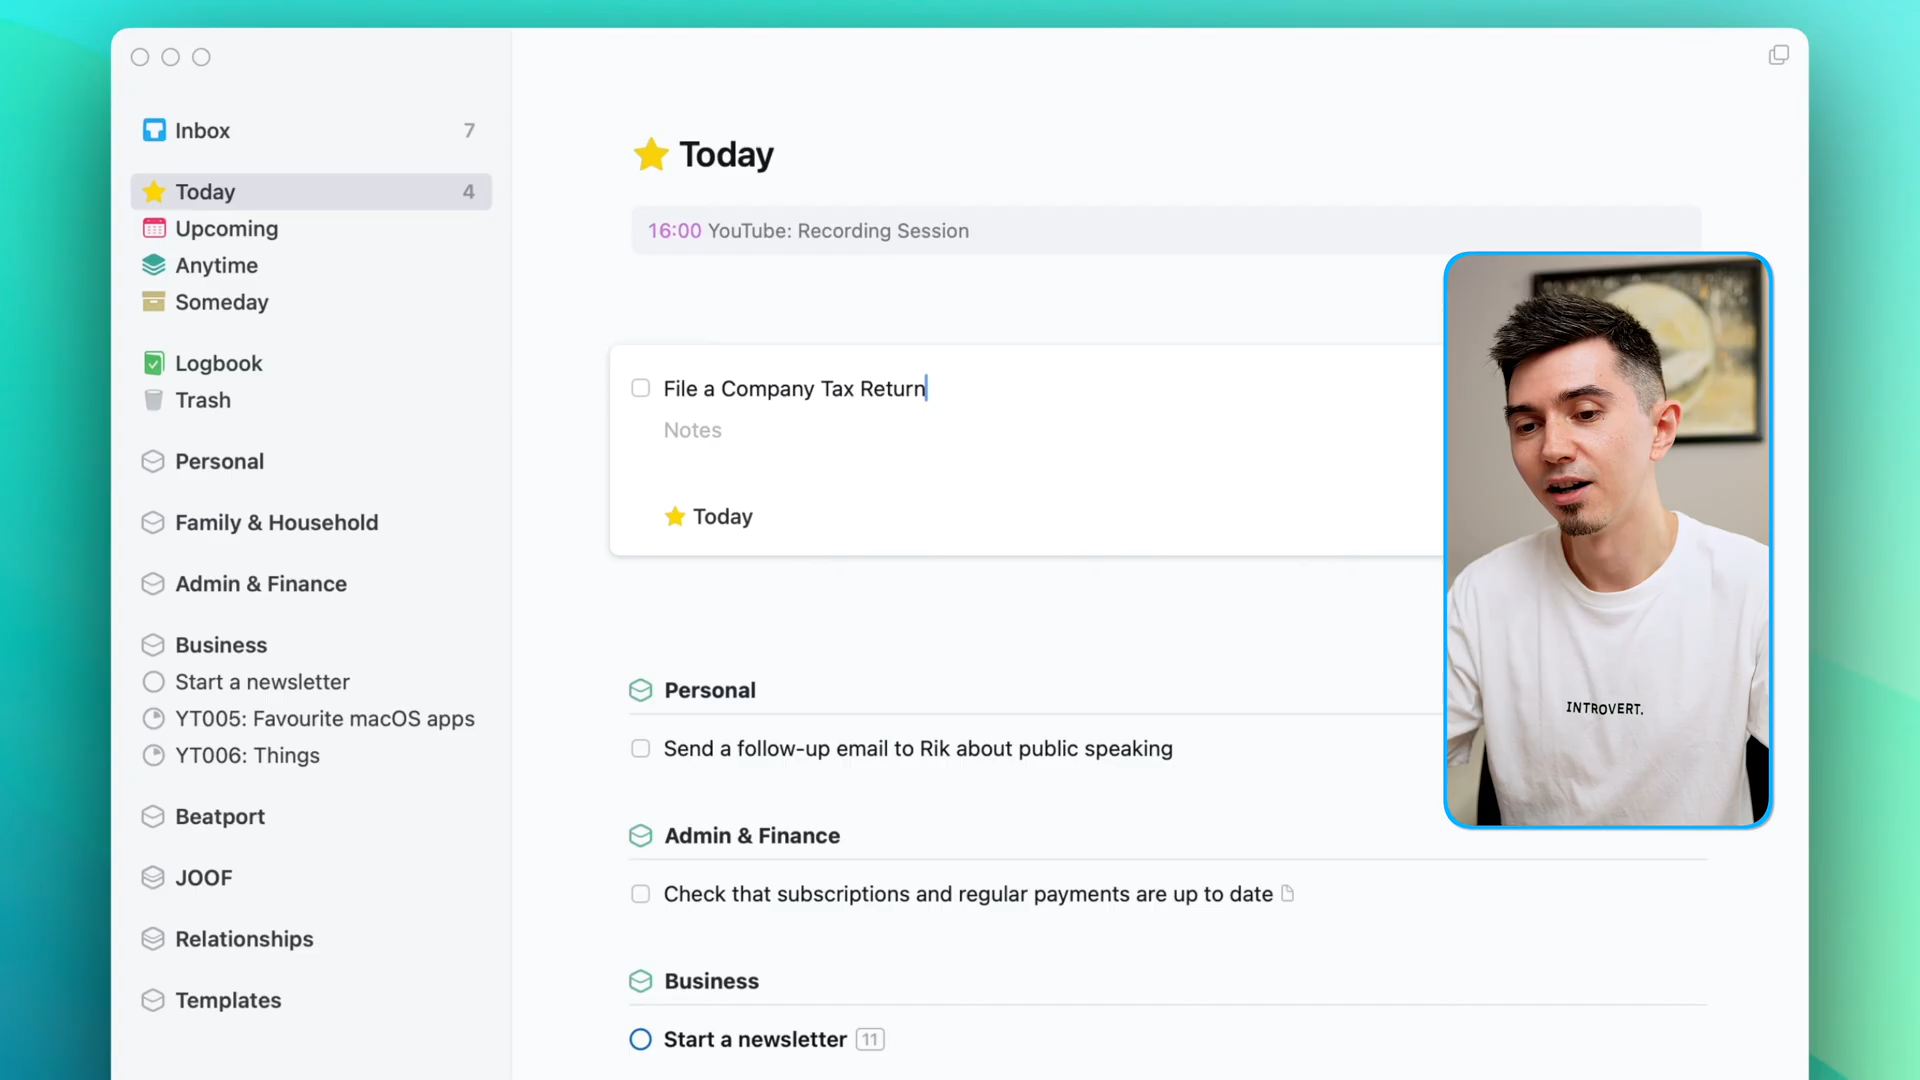 Inbox 7
Today 4
Upcoming
Anytime
Someday
Logbook
Trash
Personal
Family & Household
Admin & Finance
Business
Start a newsletter
YT005: Favourite macOS apps
YT006: Things
Beatport
JOOF
Relationships
Templates
Today
16:00 YouTube: Recording Session
File a Company Tax Return
Notes
Today
Personal
Send a follow-up email to Rik about public speaking
Admin & Finance
Check that subscriptions and regular payments are up to date
Business
Start a newsletter 11
INTROVERT.